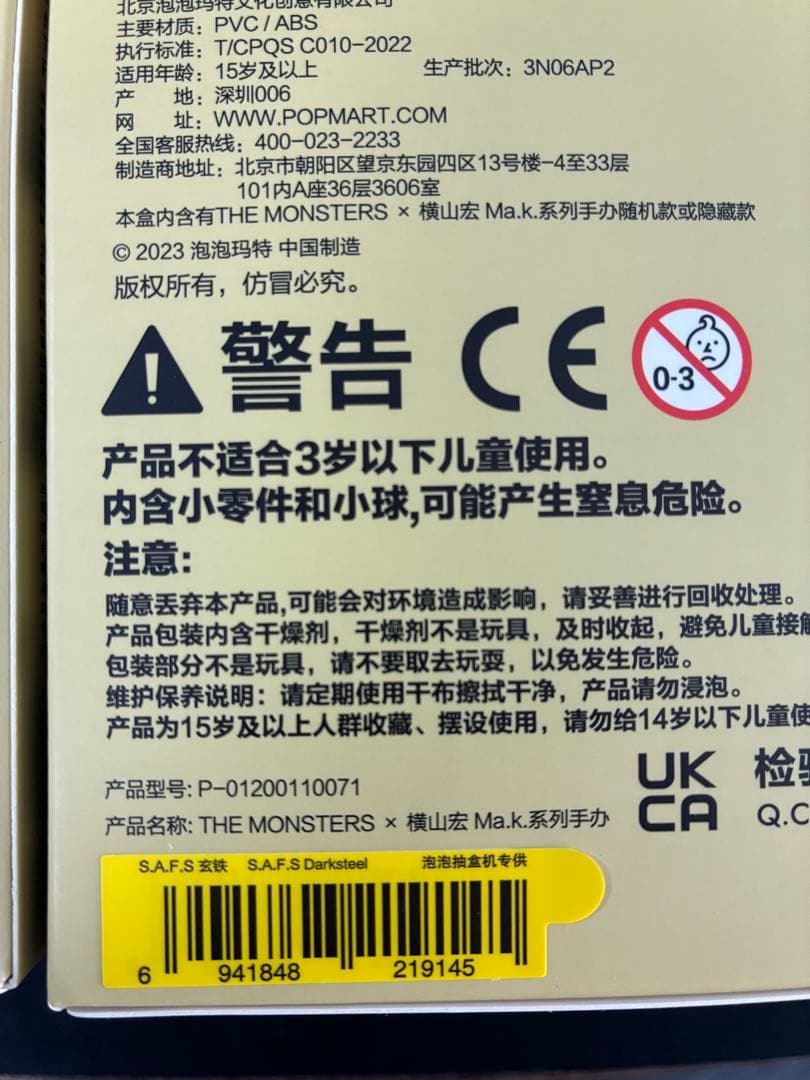 北京泡泡玛特文化创意有限公司
主要材质：PVC / ABS
执行标准：T/CPQS C010-2022
适用年龄：15岁及以上 生产批次：3N06AP2
产 地：深圳006
网 址：WWW.POPMART.COM
全国客服热线：400-023-2233
制造商地址：北京市朝阳区望京东园四区13号楼-4至33层
101内A座36层3606室
本盒内含有THE MONSTERS × 横山宏 Ma.k.系列手办随机款或隐藏款
© 2023 泡泡玛特 中国制造
版权所有，仿冒必究。
警告 CE 0-3
产品不适合3岁以下儿童使用。
内含小零件和小球,可能产生窒息危险。
注意:
随意丢弃本产品,可能会对环境造成影响，请妥善进行回收处理。
产品包装内含干燥剂，干燥剂不是玩具，及时收起，避免儿童接触
包装部分不是玩具，请不要取去玩耍，以免发生危险。
维护保养说明：请定期使用干布擦拭干净，产品请勿浸泡。
产品为15岁及以上人群收藏、摆设使用，请勿给14岁以下儿童使
产品型号: P-01200110071
产品名称: THE MONSTERS × 横山宏 Ma.k.系列手办
UK
CA
检验
Q.C
S.A.F.S 玄铁 S.A.F.S Darksteel 泡泡抽盒机专供
6 941848 219145